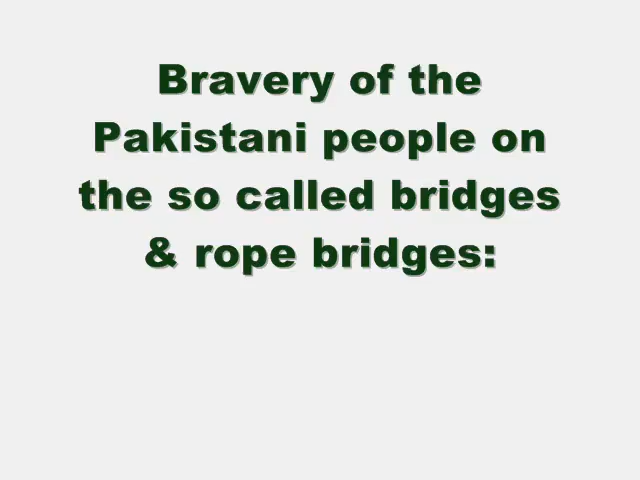 Bravery of the
Pakistani people on
the so called bridges
& rope bridges: